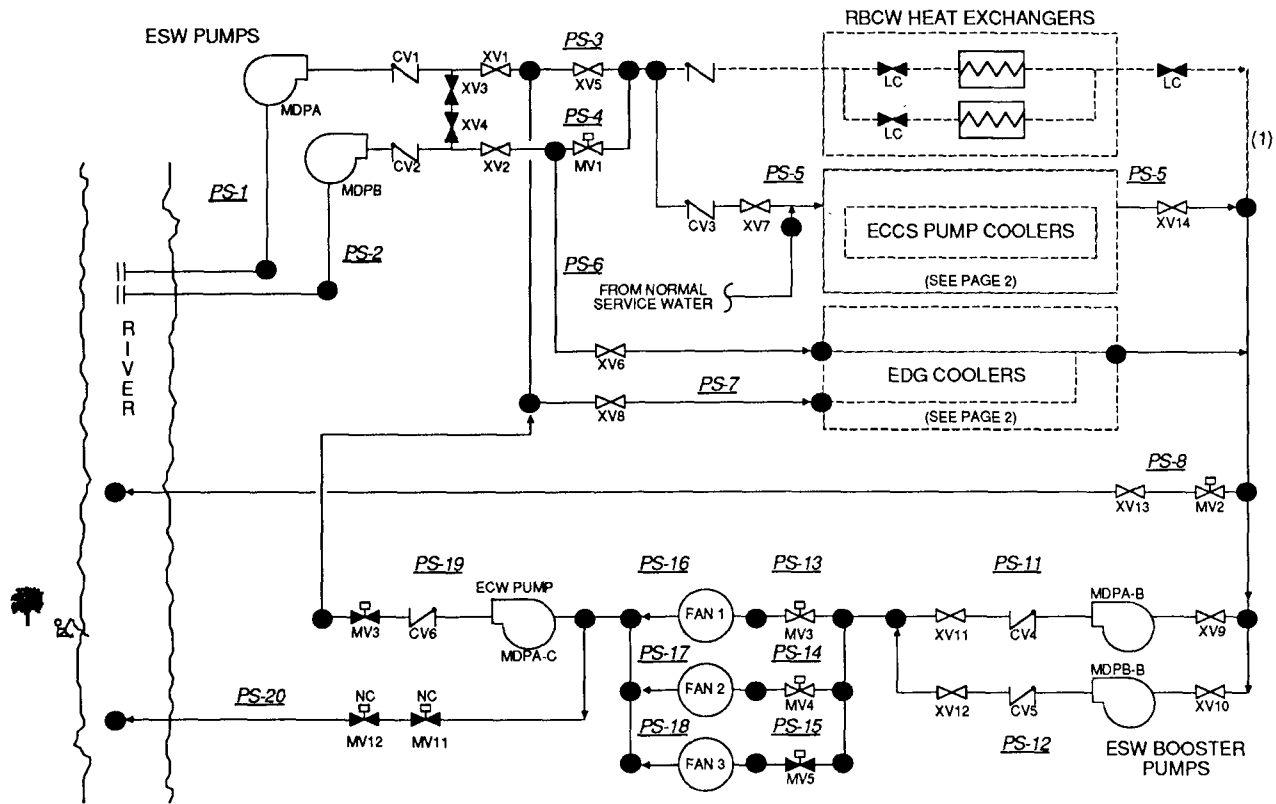 RBCW HEAT EXCHANGERS
ESW PUMPS
PS-3
CV1
XV1
XV5
XV3
MDPA
LC
LC
XV4
PS-4
LC
(1)
CV2
XV2
MV1
MDPB
PS-1
PS-5
PS-5
CV3
XV7
ECCS PUMP COOLERS
XV14
PS-2
PS-6
(SEE PAGE 2)
FROM NORMAL
SERVICE WATER
RIVER
XV6
EDG COOLERS
PS-7
XV8
(SEE PAGE 2)
PS-8
XV13
MV2
PS-19
PS-16
PS-13
PS-11
ECW PUMP
MDPA-B
FAN 1
MV3
CV6
MV3
XV11
CV4
XV9
MDPA-C
PS-17
PS-14
MDPB-B
PS-20
NC
NC
FAN 2
MV4
XV12
CV5
XV10
PS-18
PS-15
MV12
MV11
PS-12
ESW BOOSTER
PUMPS
FAN 3
MV5